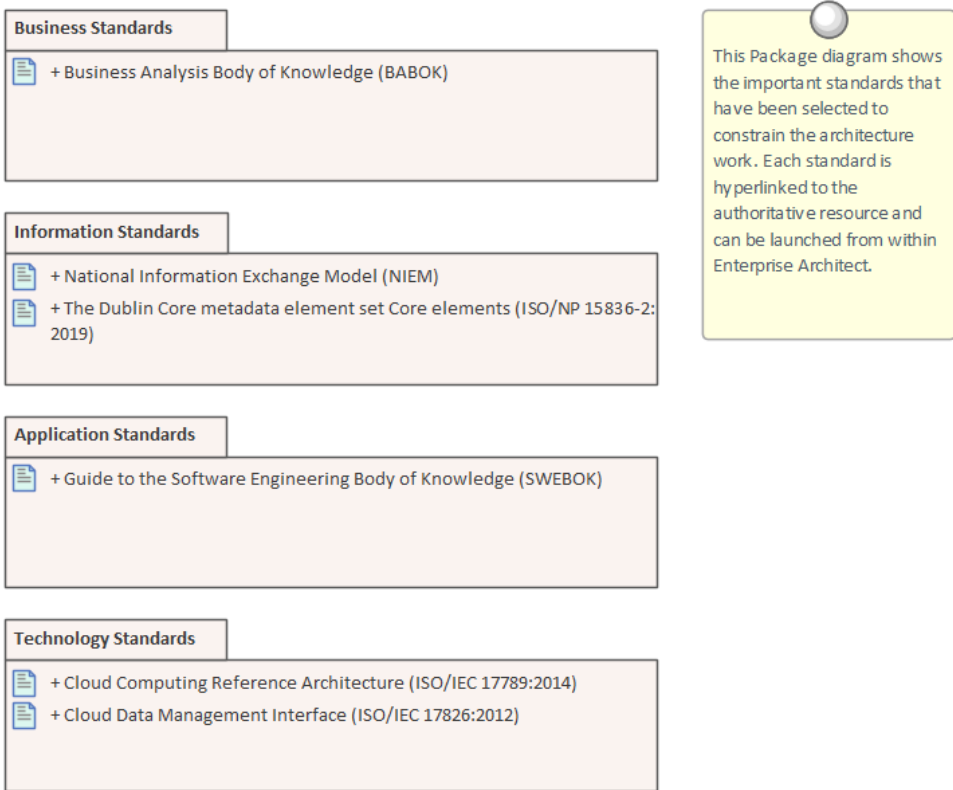 Business Standards
+ Business Analysis Body of Knowledge (BABOK)
Information Standards
+ National Information Exchange Model (NIEM)
+ The Dublin Core metadata element set Core elements (ISO/NP 15836-2:
2019)
Application Standards
+ Guide to the Software Engineering Body of Knowledge (SWEBOK)
Technology Standards
+ Cloud Computing Reference Architecture (ISO/IEC 17789:2014)
+ Cloud Data Management Interface (ISO/IEC 17826:2012)
This Package diagram shows
the important standards that
have been selected to
constrain the architecture
work. Each standard is
hyperlinked to the
authoritative resource and
can be launched from within
Enterprise Architect.